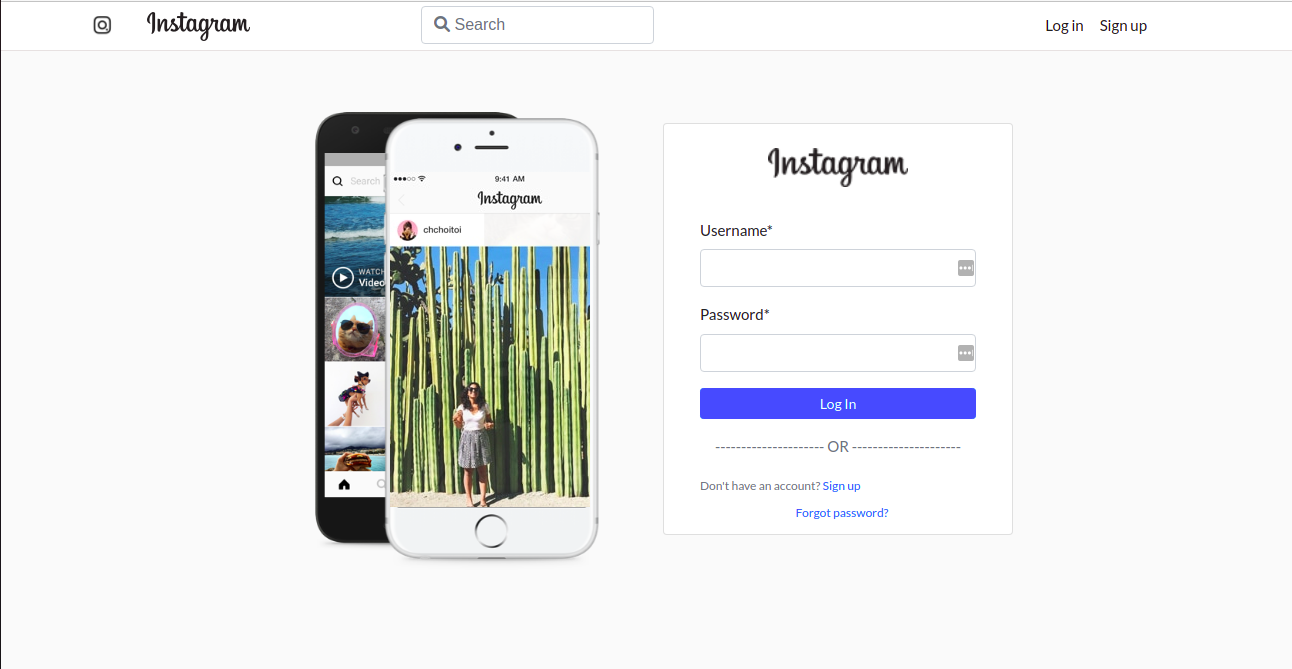 Instagram
Search
Log in
Sign up
Search
9:41 AM
Instagram
chchoitoi
WATCH
Video
Instagram
Username*
Password*
Log In
--------------------- OR ---------------------
Don't have an account? Sign up
Forgot password?